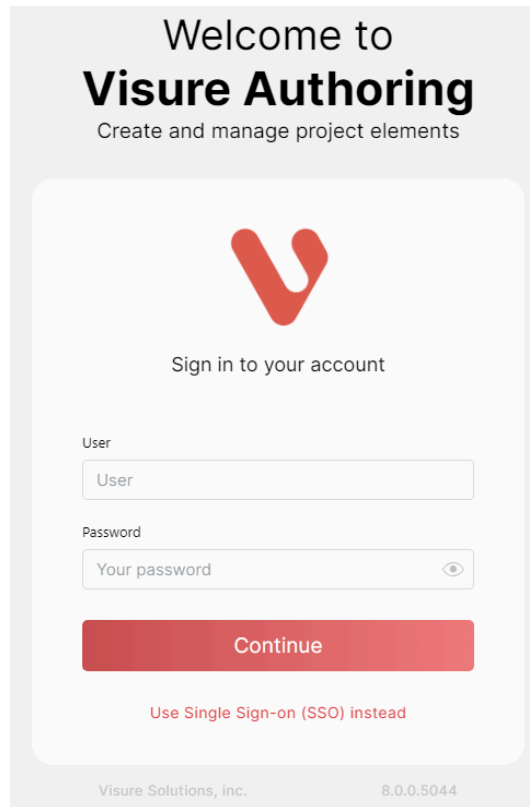 Welcome to
Visure Authoring
Create and manage project elements
Sign in to your account
User
User
Password
Your password
Continue
Use Single Sign-on (SSO) instead
Visure Solutions, inc. 8.0.0.5044